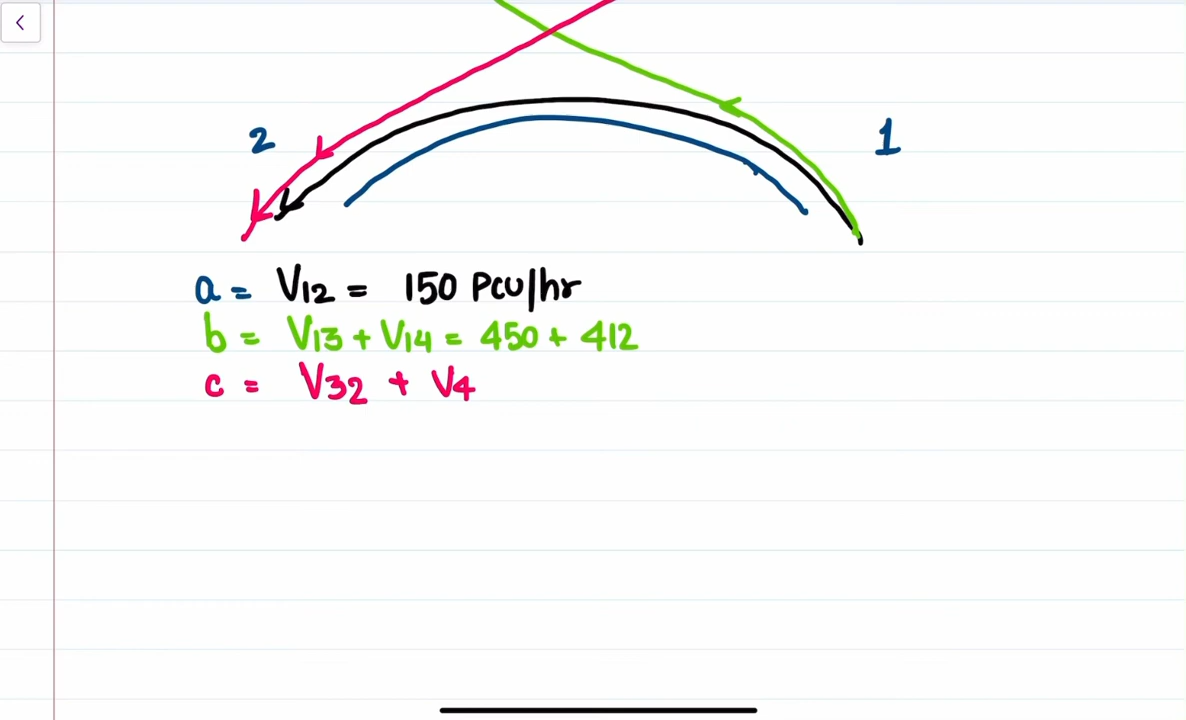 2
1
a = V12 = 150 Pcu/hr
b = V13 + V14 = 450 + 412
c = V32 + V4